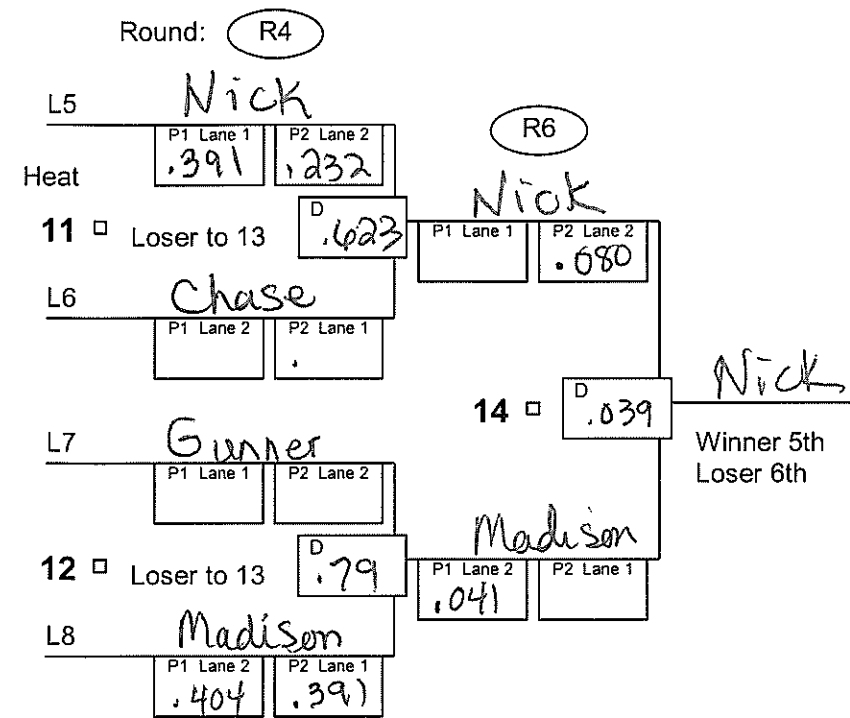 Round: R4
L5 Nick
P1 Lane 1 P2 Lane 2
.391 .232
R6
Heat
Nick
11 Loser to 13 D .623
P1 Lane 1 P2 Lane 2
.080
L6 Chase
P1 Lane 2 P2 Lane 1
.
Nick
14 D .039
Winner 5th
Loser 6th
L7 Gunner
P1 Lane 1 P2 Lane 2
Madison
12 Loser to 13 D .79
P1 Lane 2 P2 Lane 1
.041
L8 Madison
P1 Lane 2 P2 Lane 1
.404 .391